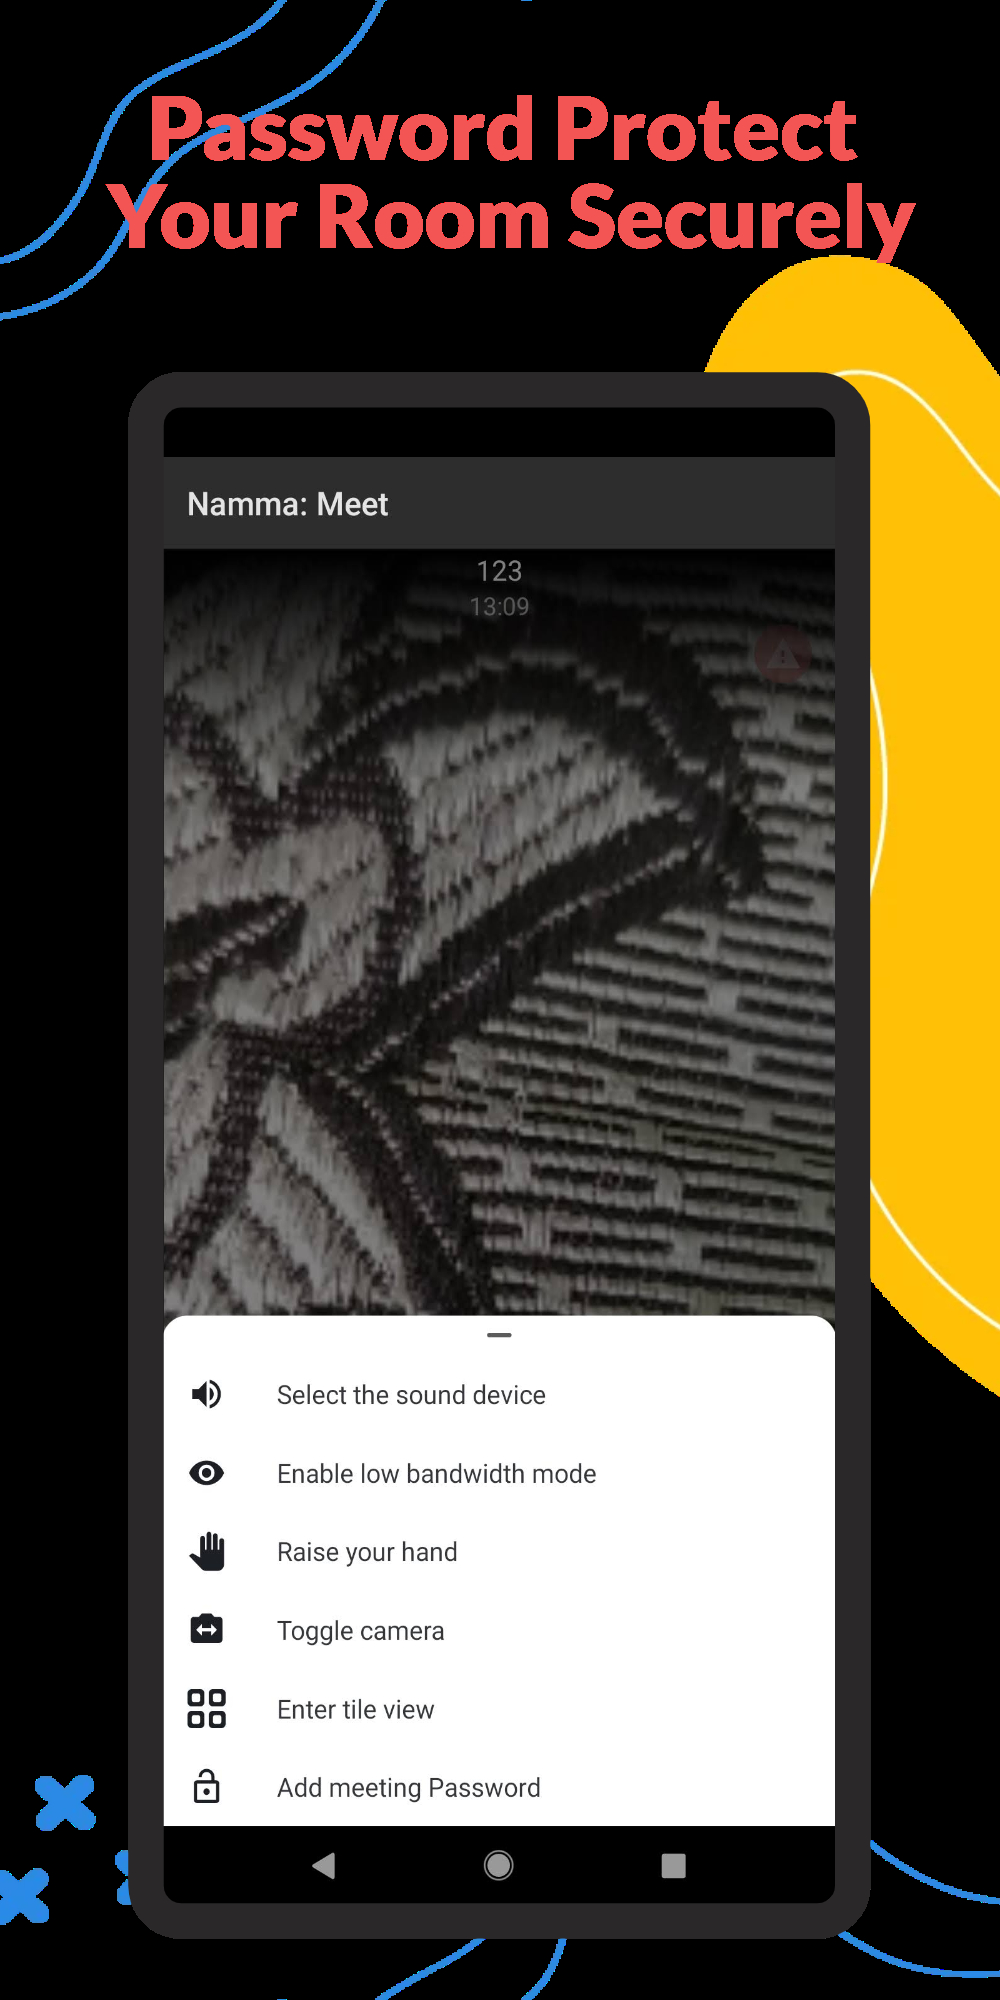 Password Protect
Your Room Securely
Namma: Meet
123
13:09
Select the sound device
Enable low bandwidth mode
Raise your hand
Toggle camera
Enter tile view
Add meeting Password